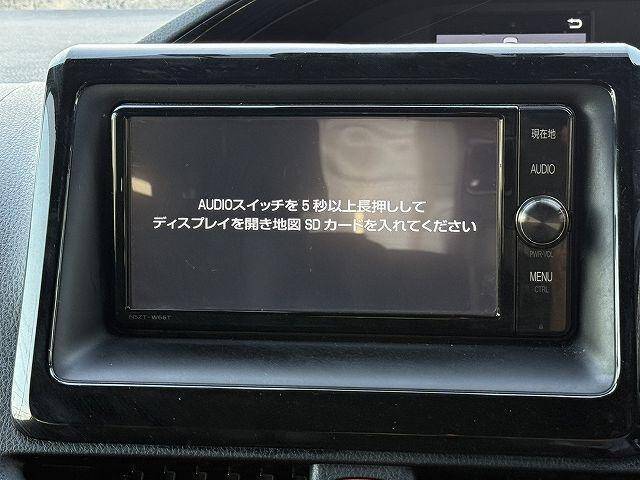 AUDIOスイッチを5秒以上長押しして
ディスプレイを開き地図SDカードを入れてください
現在地
AUDIO
PWR-VOL
MENU
CTRL
NSZT-W66T